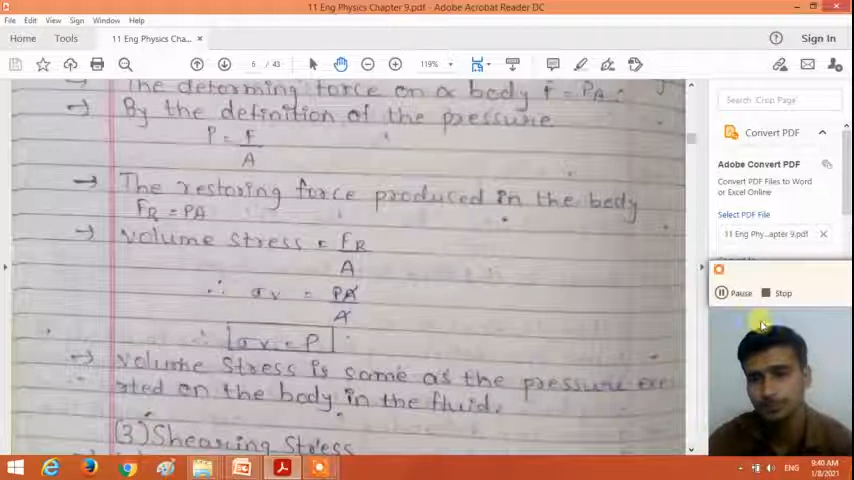 11 Eng Physics Chapter 9.pdf - Adobe Acrobat Reader DC
File Edit View Sign Window Help
Home Tools 11 Eng Physics Cha... × Sign In
6 / 43 119%
→ The deforming force on a body F = PA.
→ By the definition of the pressure
P = F
A
→ The restoring force produced in the body
FR = PA
→ Volume stress = FR
A
∴ σv = PA
A
∴ σv = P
→ Volume stress is same as the pressure exe-
rted on the body in the fluid.
(3) Shearing Stress
Search 'Crop Page'
Convert PDF
Adobe Convert PDF
Convert PDF Files to Word
or Excel Online
Select PDF File
11 Eng Phy...apter 9.pdf ×
Pause Stop
ENG
9:40 AM
1/8/2021